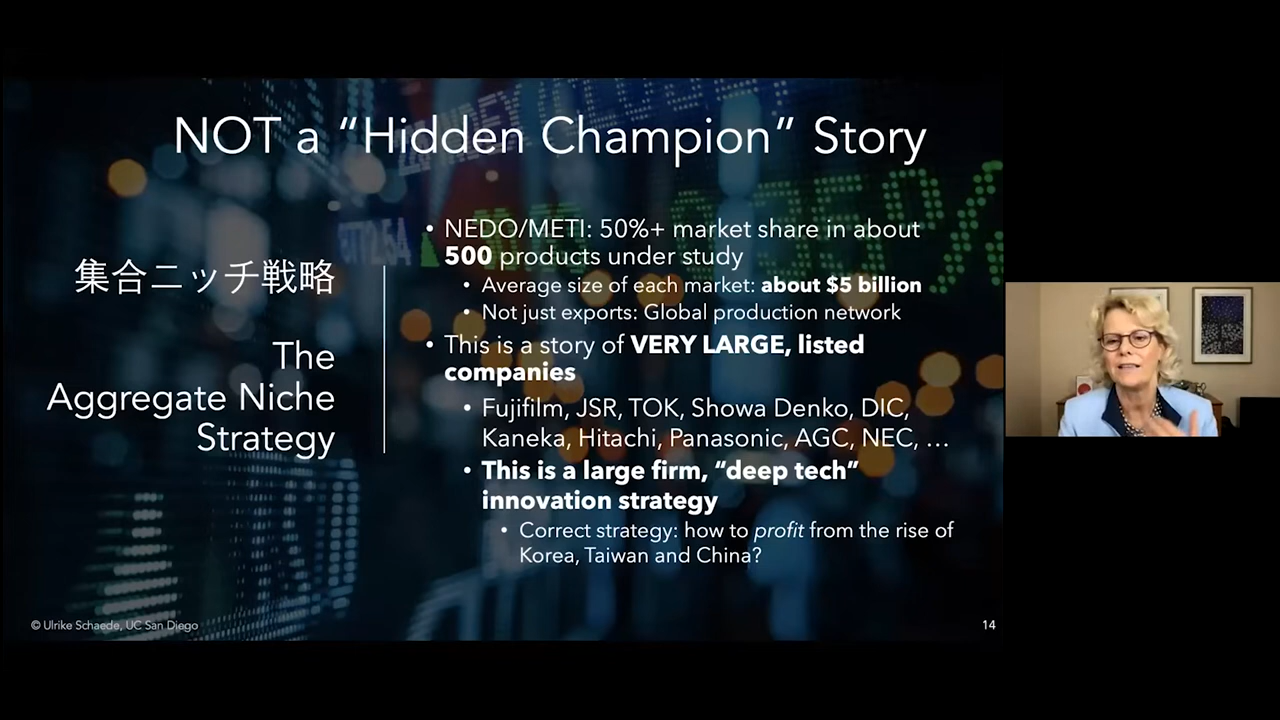 NOT a “Hidden Champion” Story
集合ニッチ戦略
The
Aggregate Niche
Strategy
• NEDO/METI: 50%+ market share in about
500 products under study
• Average size of each market: about $5 billion
• Not just exports: Global production network
• This is a story of VERY LARGE, listed
companies
• Fujifilm, JSR, TOK, Showa Denko, DIC,
Kaneka, Hitachi, Panasonic, AGC, NEC, …
• This is a large firm, “deep tech”
innovation strategy
• Correct strategy: how to profit from the rise of
Korea, Taiwan and China?
© Ulrike Schaede, UC San Diego
14